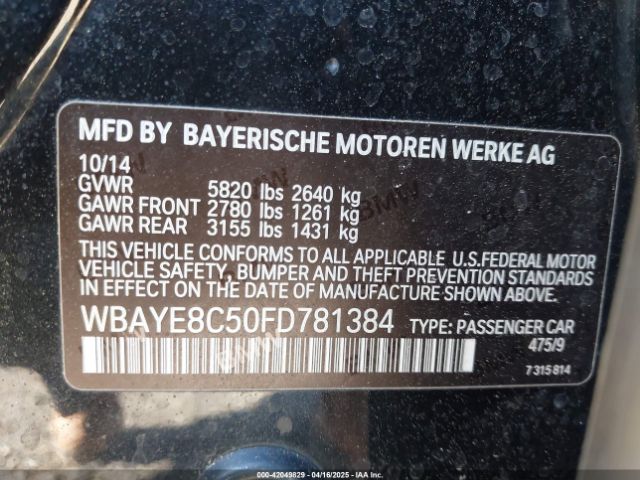 MFD BY BAYERISCHE MOTOREN WERKE AG
10/14
GVWR 5820 lbs 2640 kg
GAWR FRONT 2780 lbs 1261 kg
GAWR REAR 3155 lbs 1431 kg
THIS VEHICLE CONFORMS TO ALL APPLICABLE U.S.FEDERAL MOTOR
VEHICLE SAFETY, BUMPER AND THEFT PREVENTION STANDARDS
IN EFFECT ON THE DATE OF MANUFACTURE SHOWN ABOVE.
WBAYE8C50FD781384 TYPE: PASSENGER CAR
475/9
7 315 814
000-42049829 - 04/16/2025 - IAA Corp.